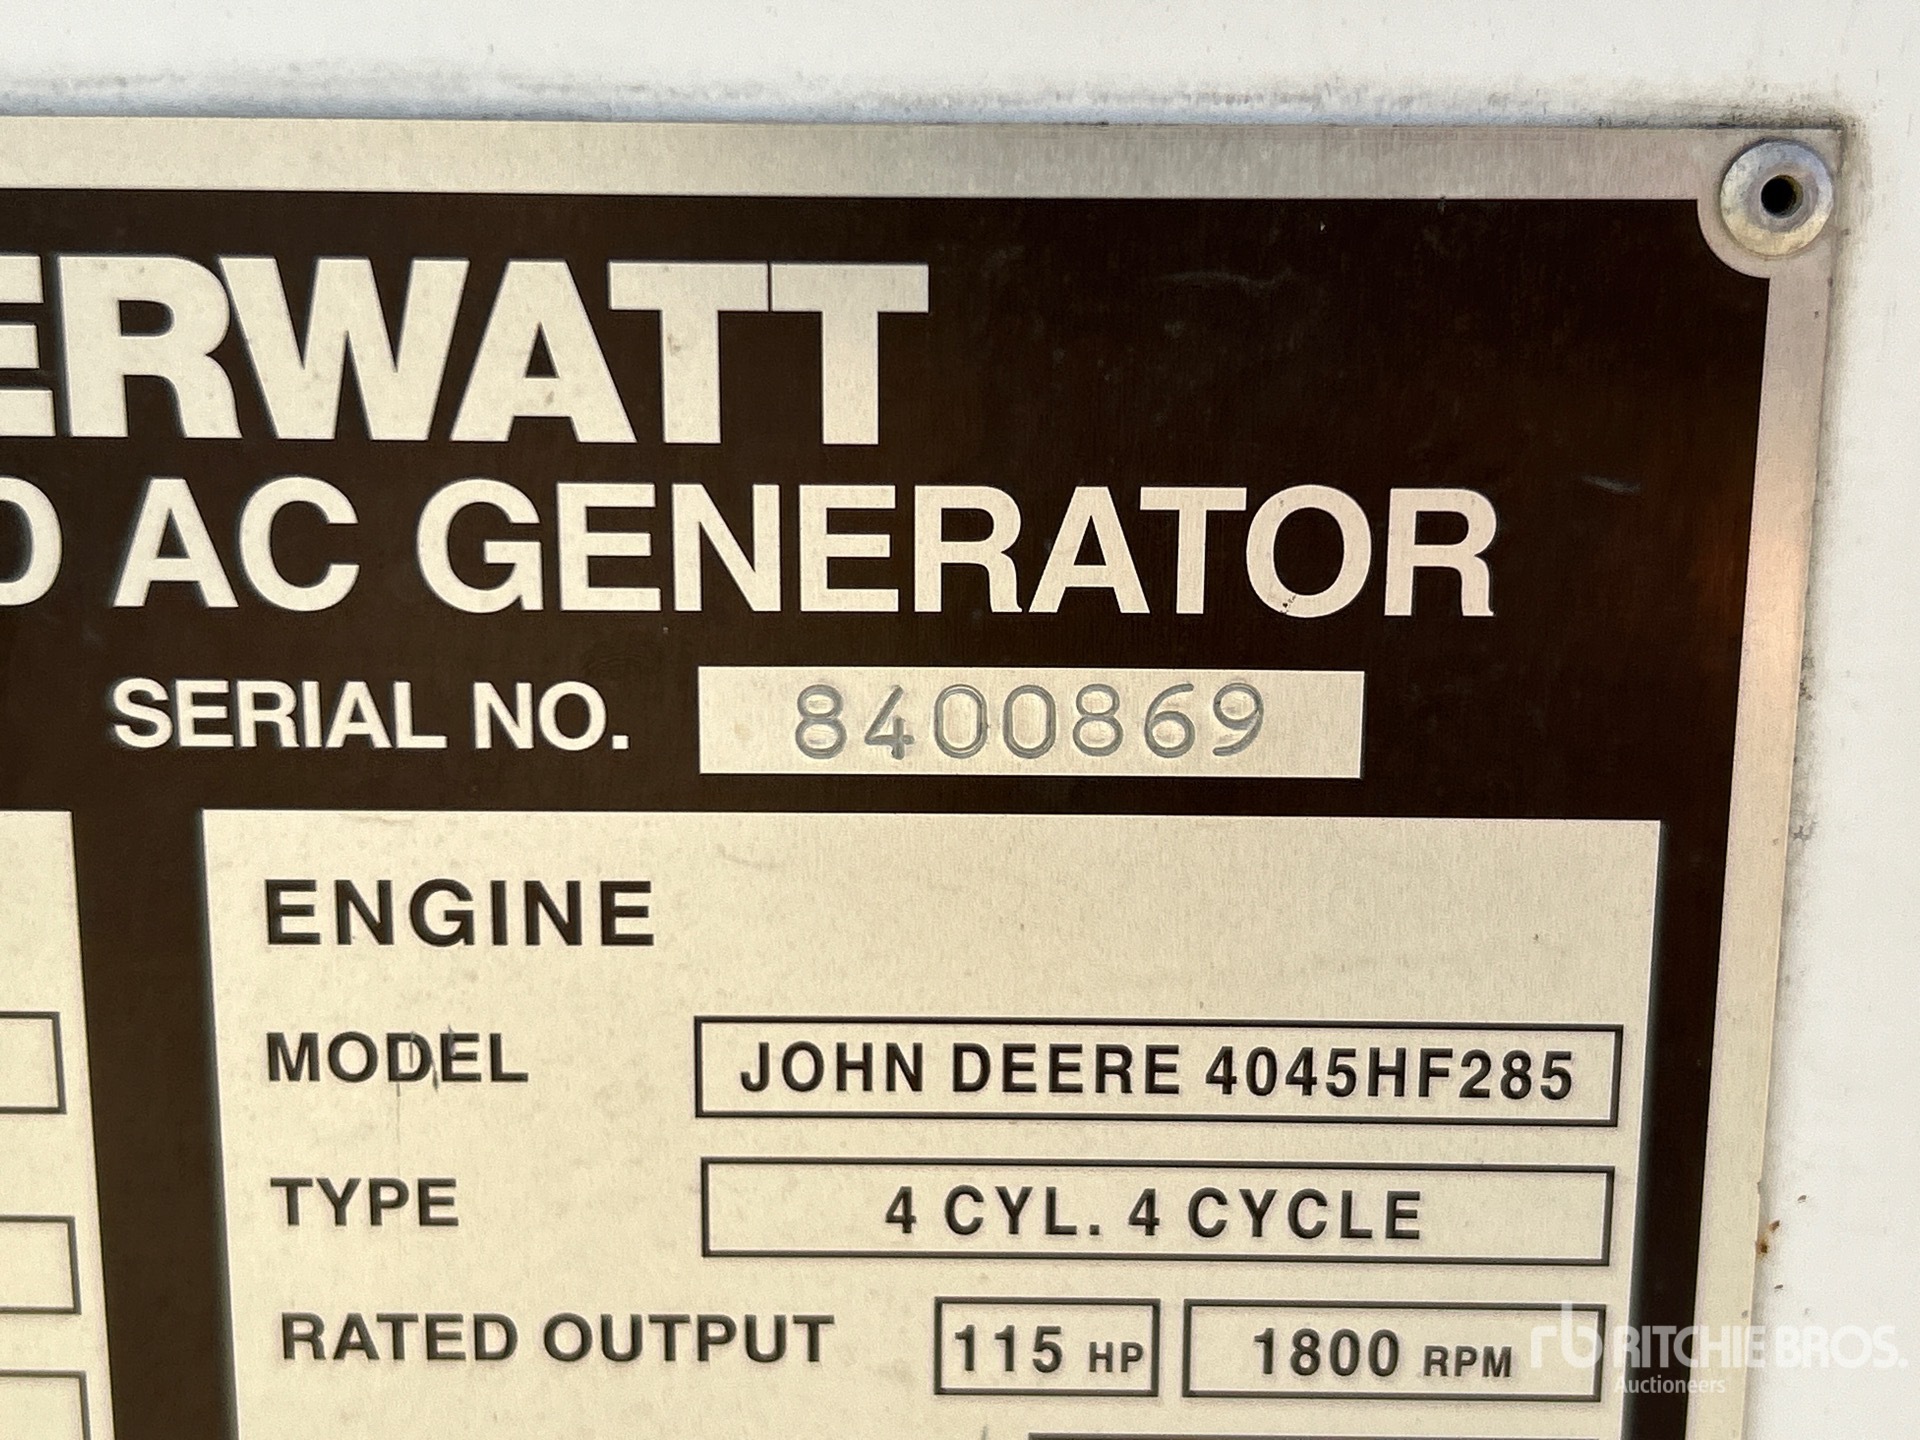 ERWATT
D AC GENERATOR
SERIAL NO. 8400869
ENGINE
MODEL JOHN DEERE 4045HF285
TYPE 4 CYL. 4 CYCLE
RATED OUTPUT 115 HP 1800 RPM
rb RITCHIE BROS.
Auctioneers